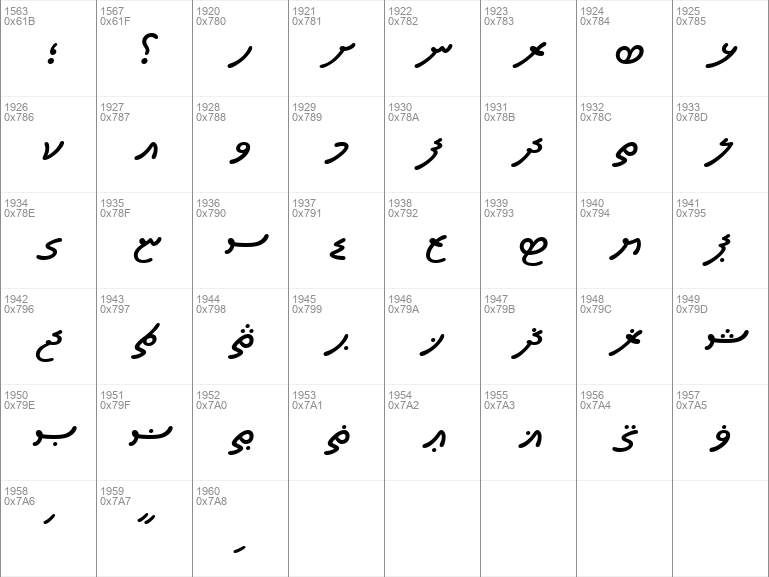 1563 1567 1920 1921 1922 1923 1924 1925
0x61B 0x61F 0x780 0x781 0x782 0x783 0x784 0x785
؛ ؟ ހ ށ ނ ރ ބ ޅ
1926 1927 1928 1929 1930 1931 1932 1933
0x786 0x787 0x788 0x789 0x78A 0x78B 0x78C 0x78D
ކ އ ވ މ ފ ދ ތ ލ
1934 1935 1936 1937 1938 1939 1940 1941
0x78E 0x78F 0x790 0x791 0x792 0x793 0x794 0x795
ގ ޏ ސ ޑ ޒ ޓ ޔ ޕ
1942 1943 1944 1945 1946 1947 1948 1949
0x796 0x797 0x798 0x799 0x79A 0x79B 0x79C 0x79D
ޖ ޗ ޘ ޙ ޚ ޛ ޜ ޝ
1950 1951 1952 1953 1954 1955 1956 1957
0x79E 0x79F 0x7A0 0x7A1 0x7A2 0x7A3 0x7A4 0x7A5
ޞ ޟ ޠ ޡ ޢ ޣ ޤ ޥ
1958 1959 1960
0x7A6 0x7A7 0x7A8
ަ ާ ި